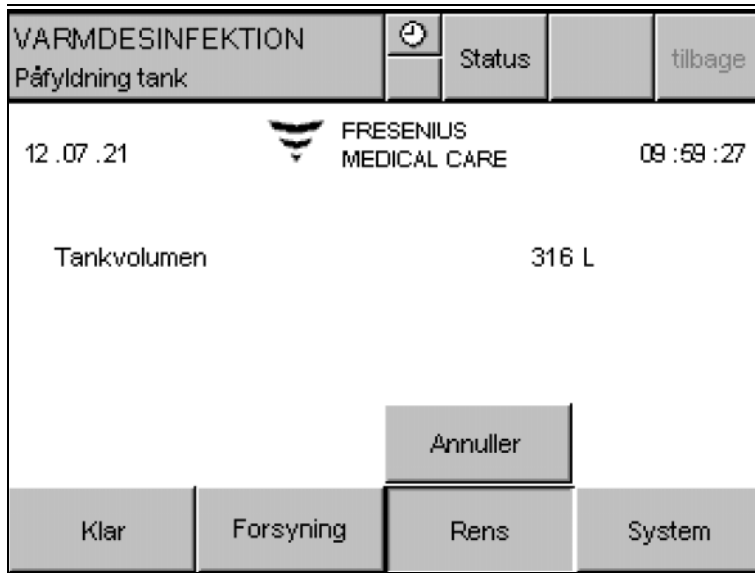 VARMDESINFEKTION
Påfyldning tank
Status
tilbage
12.07.21
FRESENIUS
MEDICAL CARE
09:59:27
Tankvolumen 316 L
Annuller
Klar Forsyning Rens System